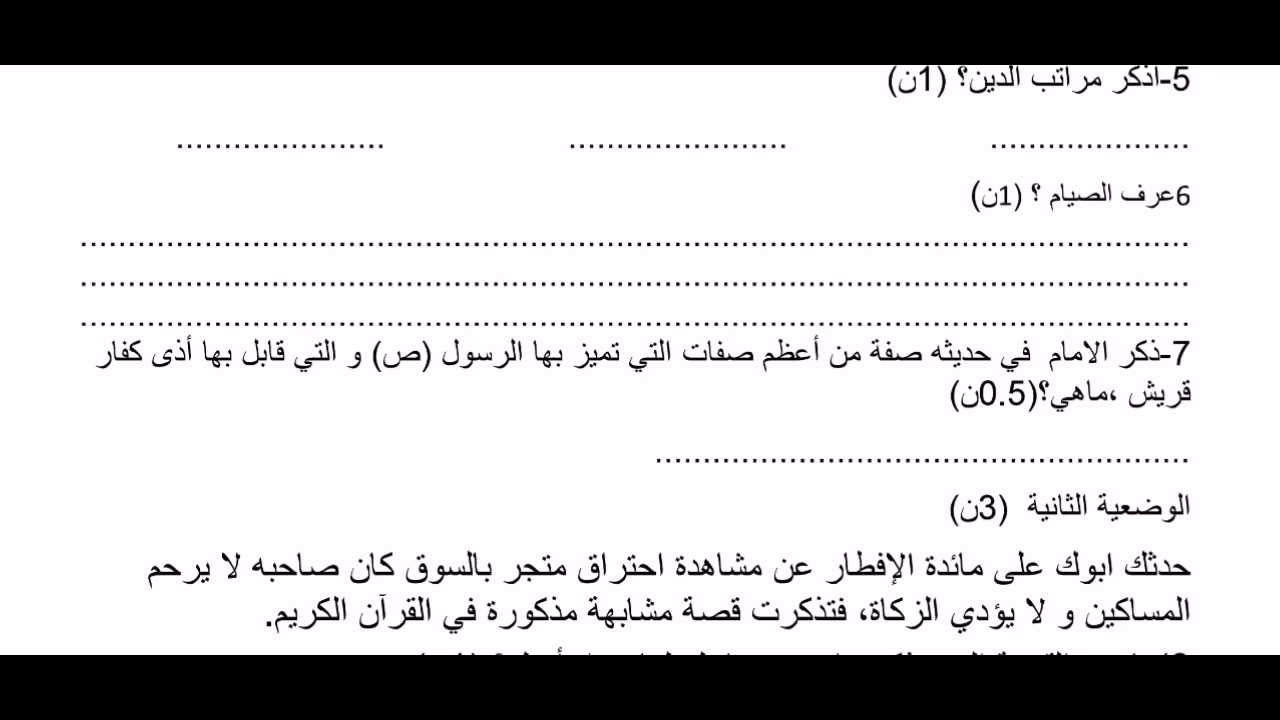 5-اذكر مراتب الدين؟ (1ن)
..................... ....................... ......................
6عرف الصيام ؟ (1ن)
....................................................................................................................
....................................................................................................................
....................................................................................................................
7-ذكر الامام في حديثه صفة من أعظم صفات التي تميز بها الرسول (ص) و التي قابل بها أذى كفار
قريش ،ماهي؟(0.5ن)
........................................................
الوضعية الثانية (3ن)
حدثك ابوك على مائدة الإفطار عن مشاهدة احتراق متجر بالسوق كان صاحبه لا يرحم
المساكين و لا يؤدي الزكاة، فتذكرت قصة مشابهة مذكورة في القرآن الكريم.